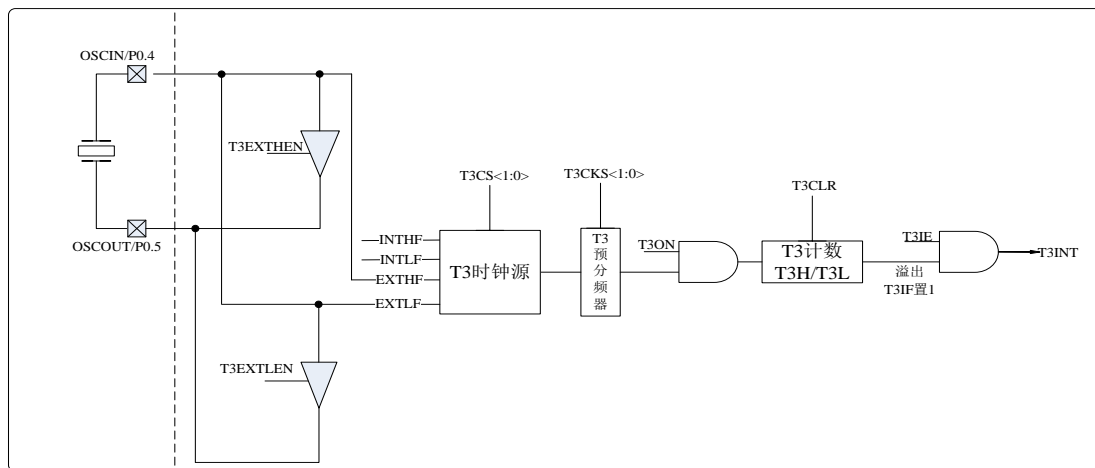 OSCIN/P0.4
T3EXTHEN
OSCOUT/P0.5
T3CS<1:0>
T3CKS<1:0>
T3CLR
INTHF
INTLF
EXTHF
EXTLF
T3时钟源
T3
预
分
频
器
T3ON
T3计数
T3H/T3L
T3IE
溢出
T3IF置1
T3INT
T3EXTLEN